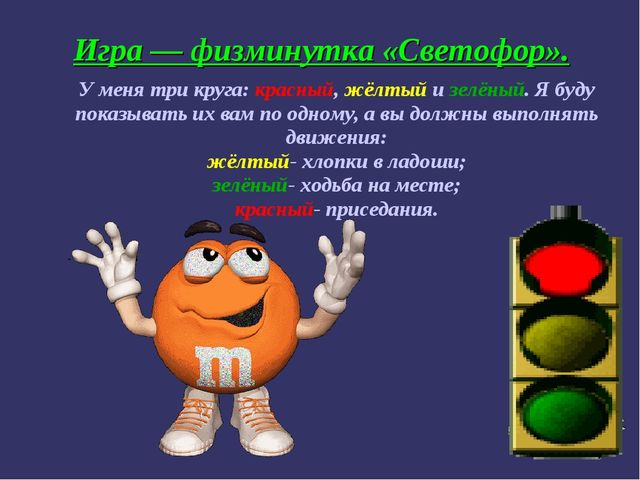 Игра — физминутка «Светофор».
У меня три круга: красный, жёлтый и зелёный. Я буду
показывать их вам по одному, а вы должны выполнять
движения:
жёлтый- хлопки в ладоши;
зелёный- ходьба на месте;
красный- приседания.
m